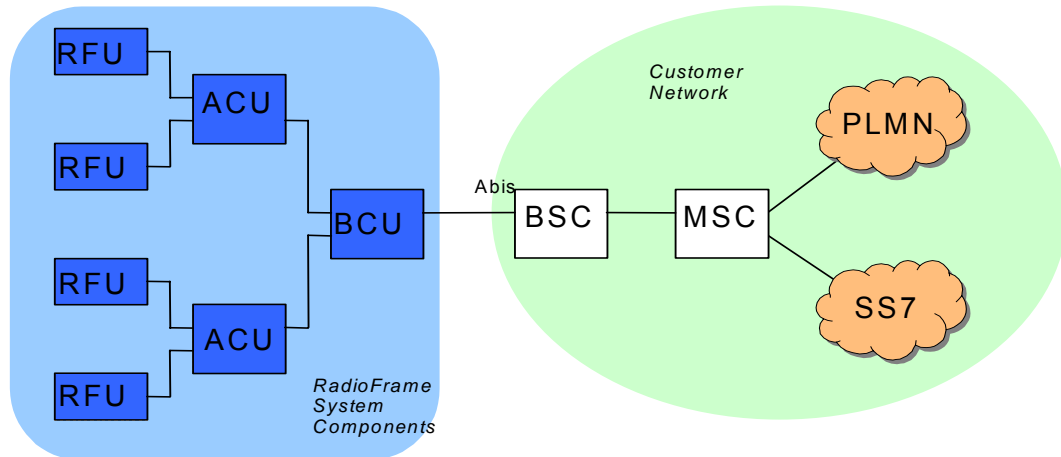 RFU
ACU
RFU
BCU
RFU
ACU
RFU
RadioFrame
System
Components
Abis
Customer
Network
BSC
MSC
PLMN
SS7